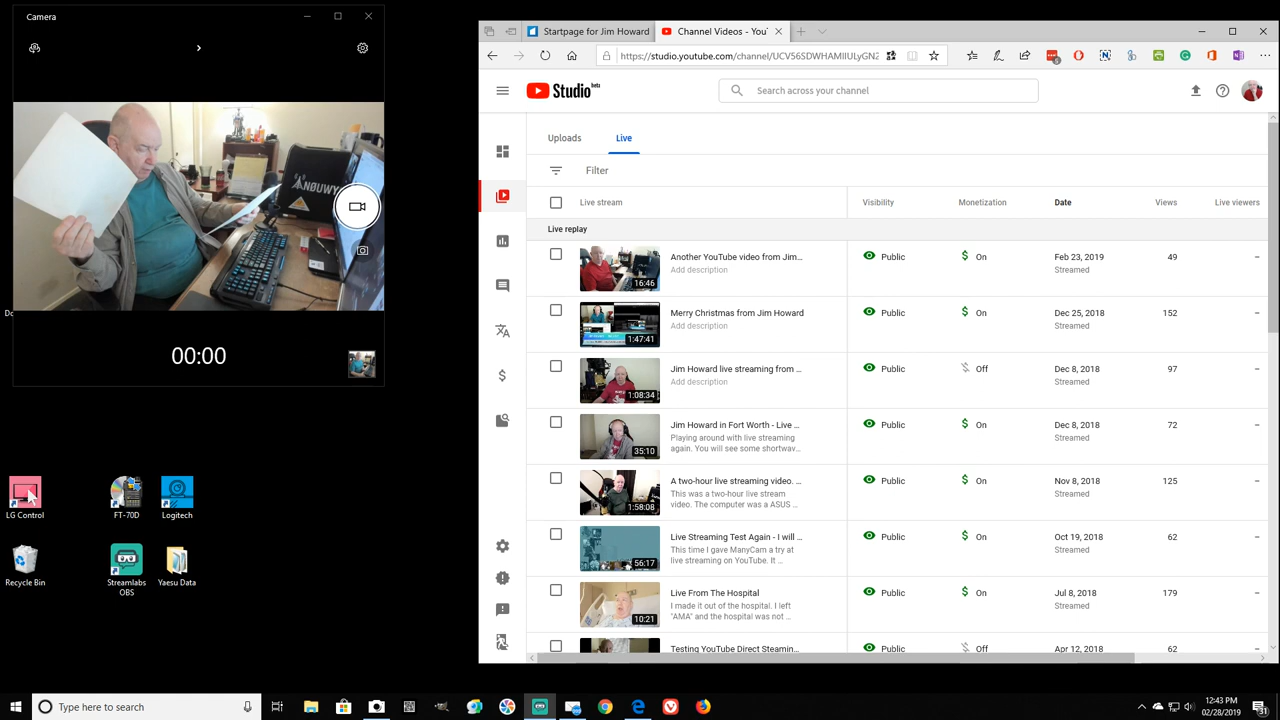 Camera
ANØUWY
00:00
LG Control
FT-70D
Logitech
Recycle Bin
Streamlabs
OBS
Yaesu Data
Startpage for Jim Howard
Channel Videos - You
https://studio.youtube.com/channel/UCV56SDWHAMIIULyGN2
Studio beta
Search across your channel
Uploads
Live
Filter
Live stream
Visibility
Monetization
Date
Views
Live viewers
Live replay
16:46
Another YouTube video from Jim...
Add description
Public
On
Feb 23, 2019
Streamed
49
–
1:47:41
Merry Christmas from Jim Howard
Add description
Public
On
Dec 25, 2018
Streamed
152
–
1:08:34
Jim Howard live streaming from ...
Add description
Public
Off
Dec 8, 2018
Streamed
97
–
35:10
Jim Howard in Fort Worth - Live ...
Playing around with live streaming
again. You will see some shortwav...
Public
On
Dec 8, 2018
Streamed
72
–
1:58:08
A two-hour live streaming video. ...
This was a two-hour live stream
video. The computer was a ASUS ...
Public
On
Nov 8, 2018
Streamed
125
–
56:17
Live Streaming Test Again - I will ...
This time I gave ManyCam a try at
live streaming on YouTube. It ...
Public
On
Oct 19, 2018
Streamed
62
–
10:21
Live From The Hospital
I made it out of the hospital. I left
"AMA" and the hospital was not ...
Public
On
Jul 8, 2018
Streamed
179
–
Testing YouTube Direct Steamin...
Public
Off
Apr 12, 2018
62
–
Type here to search
12:43 PM
02/28/2019
31